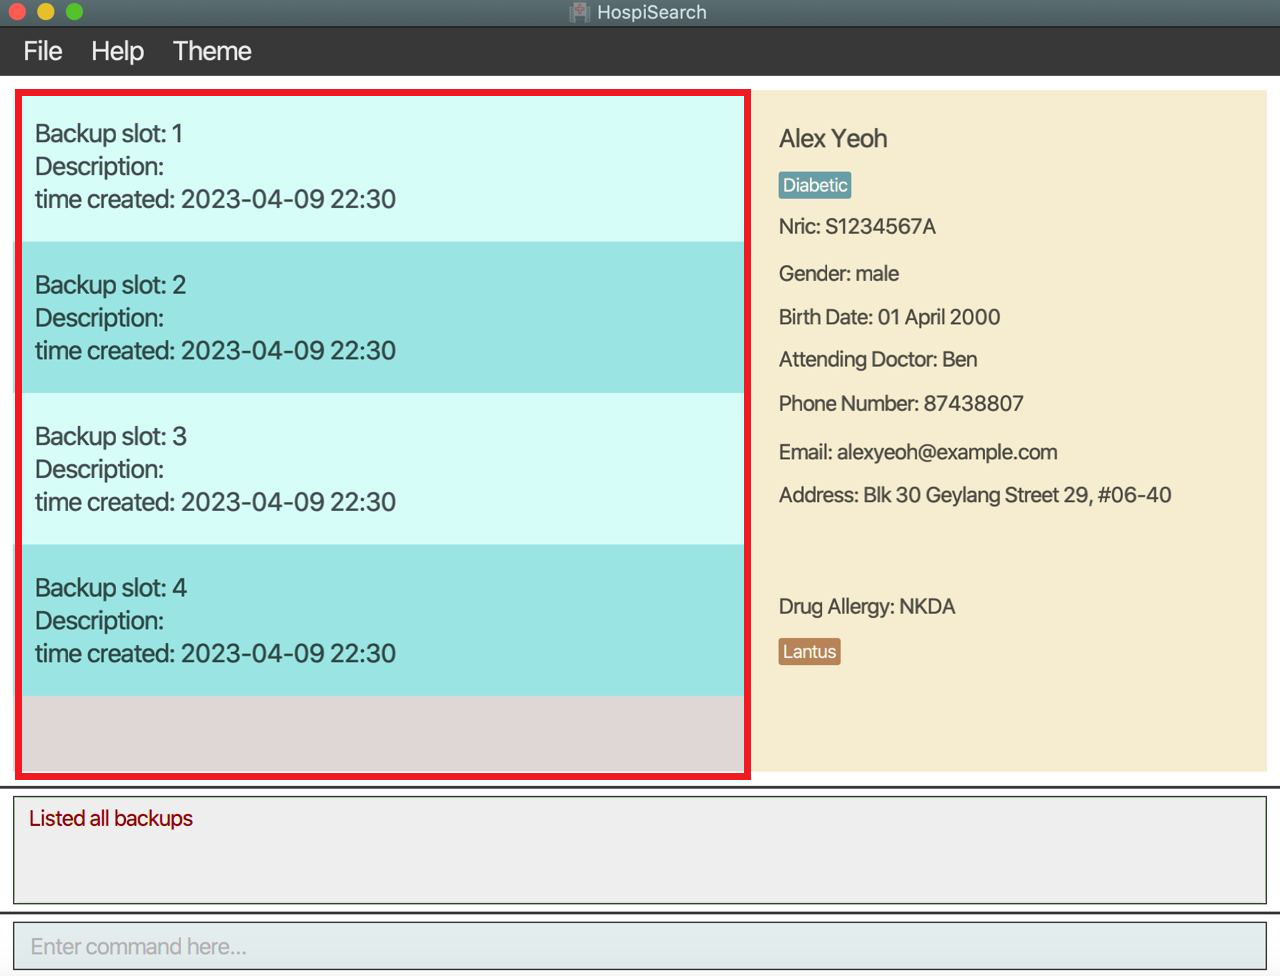 HospiSearch
File Help Theme
Backup slot: 1
Description:
time created: 2023-04-09 22:30
Backup slot: 2
Description:
time created: 2023-04-09 22:30
Backup slot: 3
Description:
time created: 2023-04-09 22:30
Backup slot: 4
Description:
time created: 2023-04-09 22:30
Alex Yeoh
Diabetic
Nric: S1234567A
Gender: male
Birth Date: 01 April 2000
Attending Doctor: Ben
Phone Number: 87438807
Email: alexyeoh@example.com
Address: Blk 30 Geylang Street 29, #06-40
Drug Allergy: NKDA
Lantus
Listed all backups
Enter command here...